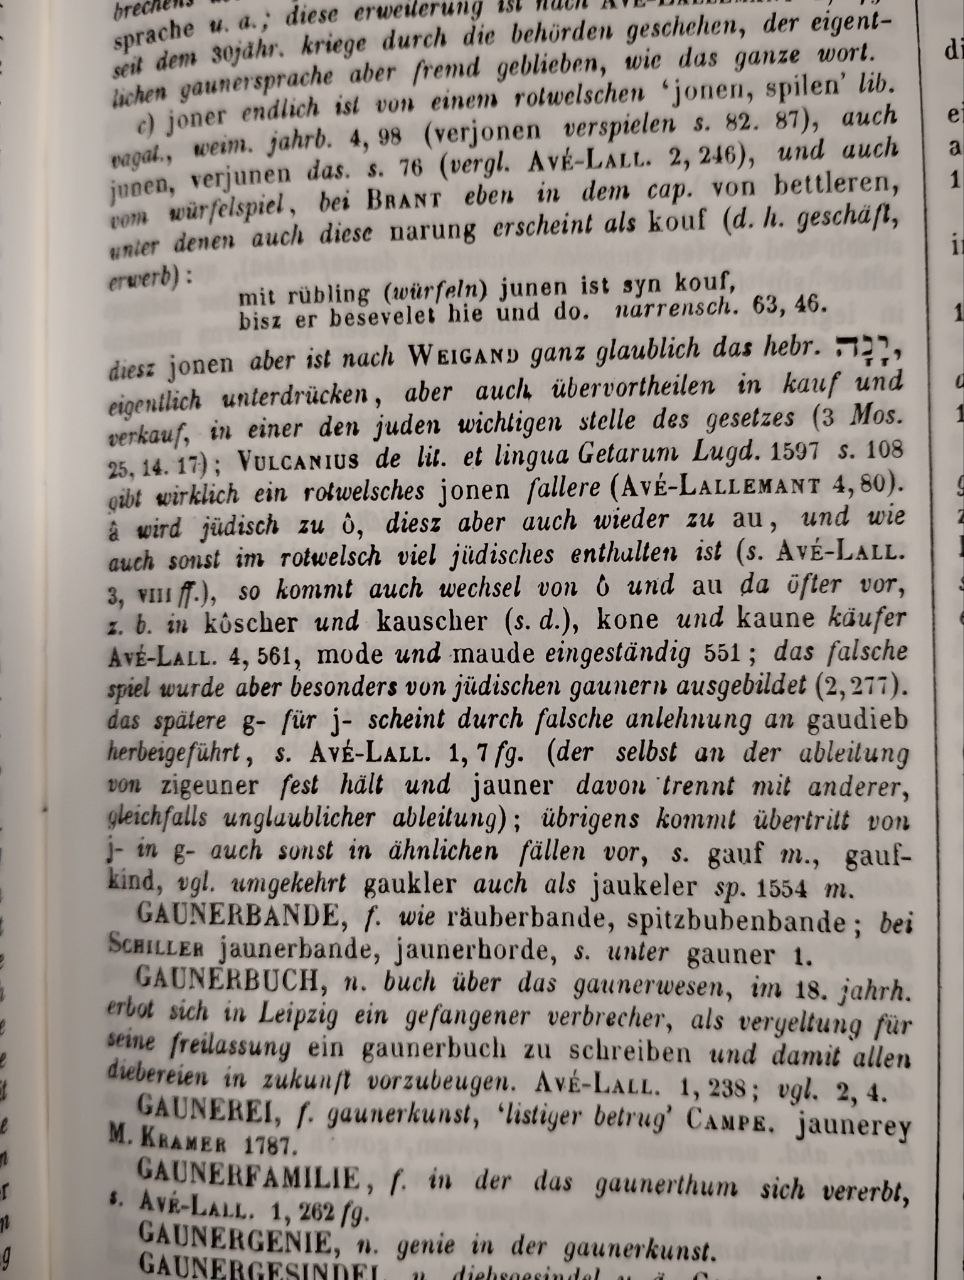 sprache u. a.; diese erweiterung ist nach
seit dem 30jähr. kriege durch die behörden geschehen, der eigent-
lichen gaunersprache aber fremd geblieben, wie das ganze wort.
c) joner endlich ist von einem rotwelschen ‘jonen, spilen’ lib.
vagat., weim. jahrb. 4, 98 (verjonen verspielen s. 82. 87), auch
junen, verjunen das. s. 76 (vergl. AVÉ-LALL. 2, 246), und auch
vom würfelspiel, bei BRANT eben in dem cap. von bettleren,
unter denen auch diese narung erscheint als kouf (d. h. geschäft,
erwerb):
mit rübling (würfeln) junen ist syn kouf,
bisz er besevelet hie und do. narrensch. 63, 46.
diesz jonen aber ist nach WEIGAND ganz glaublich das hebr. יָנָה,
eigentlich unterdrücken, aber auch übervortheilen in kauf und
verkauf, in einer den juden wichtigen stelle des gesetzes (3 Mos.
25, 14. 17); VULCANIUS de lit. et lingua Getarum Lugd. 1597 s. 108
gibt wirklich ein rotwelsches jonen fallere (AVÉ-LALLEMANT 4, 80).
â wird jüdisch zu ô, diesz aber auch wieder zu au, und wie
auch sonst im rotwelsch viel jüdisches enthalten ist (s. AVÉ-LALL.
3, VIII ff.), so kommt auch wechsel von ô und au da öfter vor,
z. b. in kôscher und kauscher (s. d.), kone und kaune käufer
AVÉ-LALL. 4, 561, mode und maude eingeständig 551; das falsche
spiel wurde aber besonders von jüdischen gaunern ausgebildet (2, 277).
das spätere g- für j- scheint durch falsche anlehnung an gaudieb
herbeigeführt, s. AVÉ-LALL. 1, 7 fg. (der selbst an der ableitung
von zigeuner fest hält und jauner davon trennt mit anderer,
gleichfalls unglaublicher ableitung); übrigens kommt übertritt von
j- in g- auch sonst in ähnlichen fällen vor, s. gauf m., gauf-
kind, vgl. umgekehrt gaukler auch als jaukeler sp. 1554 m.
GAUNERBANDE, f. wie räuberbande, spitzbubenbande; bei
SCHILLER jaunerbande, jaunerhorde, s. unter gauner 1.
GAUNERBUCH, n. buch über das gaunerwesen, im 18. jahrh.
erbot sich in Leipzig ein gefangener verbrecher, als vergeltung für
seine freilassung ein gaunerbuch zu schreiben und damit allen
diebereien in zukunft vorzubeugen. AVÉ-LALL. 1, 238; vgl. 2, 4.
GAUNEREI, f. gaunerkunst, ‘listiger betrug’ CAMPE. jaunerey
M. KRAMER 1787.
GAUNERFAMILIE, f. in der das gaunerthum sich vererbt,
s. AVÉ-LALL. 1, 262 fg.
GAUNERGENIE, n. genie in der gaunerkunst.
GAUNERGESINDEL, n. diebsgesindel u. ä.